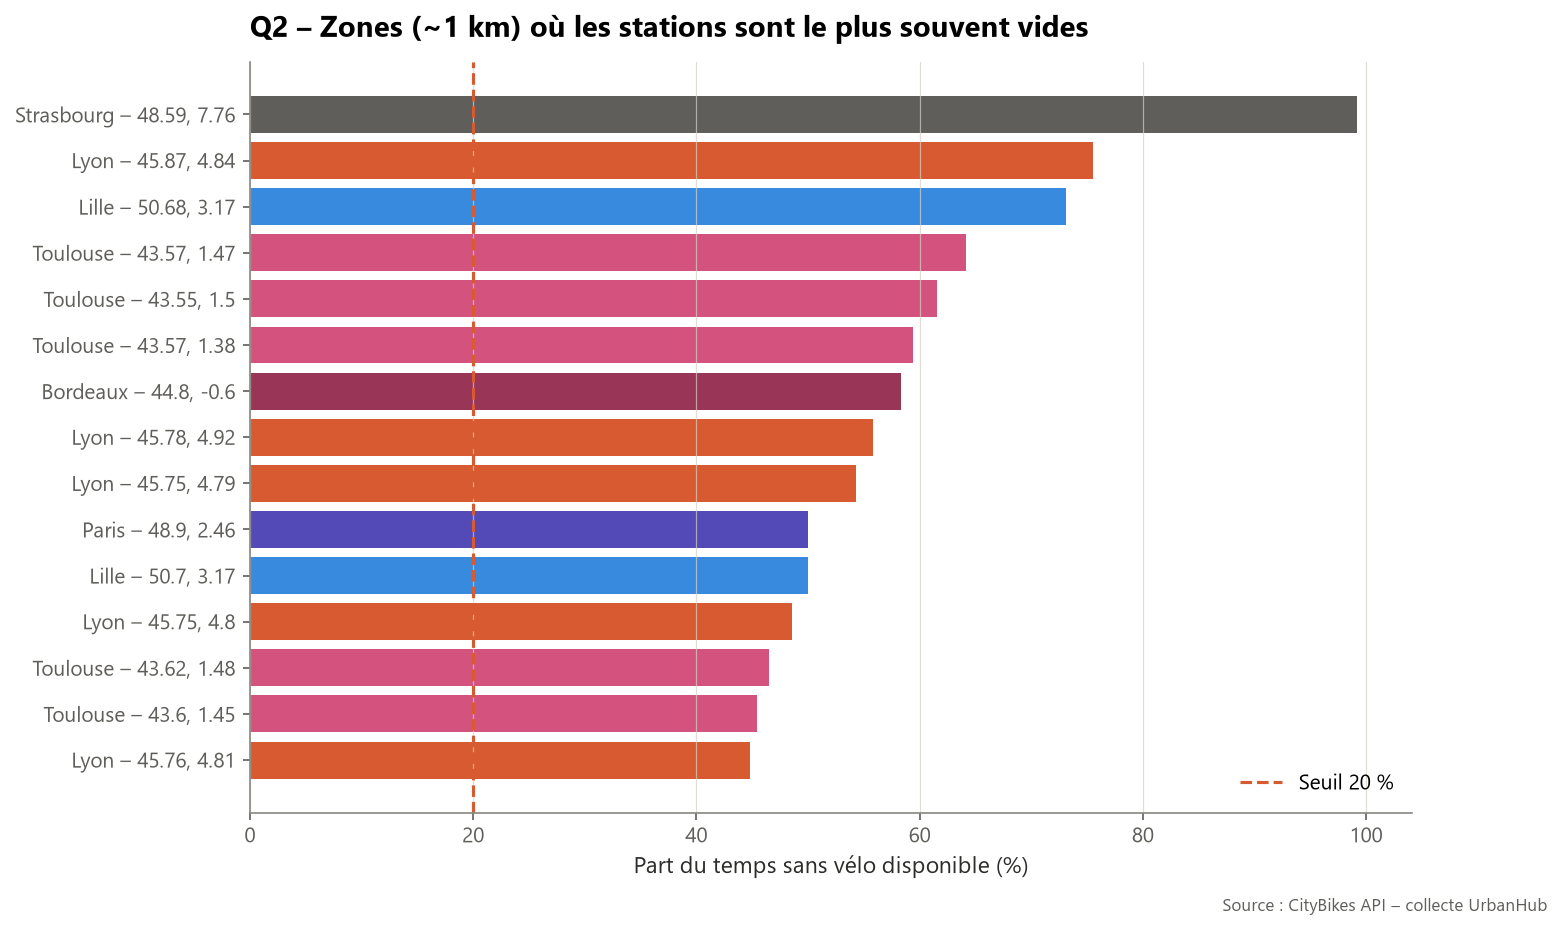 Q2 – Zones (~1 km) où les stations sont le plus souvent vides
Strasbourg – 48.59, 7.76
Lyon – 45.87, 4.84
Lille – 50.68, 3.17
Toulouse – 43.57, 1.47
Toulouse – 43.55, 1.5
Toulouse – 43.57, 1.38
Bordeaux – 44.8, -0.6
Lyon – 45.78, 4.92
Lyon – 45.75, 4.79
Paris – 48.9, 2.46
Lille – 50.7, 3.17
Lyon – 45.75, 4.8
Toulouse – 43.62, 1.48
Toulouse – 43.6, 1.45
Lyon – 45.76, 4.81
Seuil 20 %
0 20 40 60 80 100
Part du temps sans vélo disponible (%)
Source : CityBikes API – collecte UrbanHub